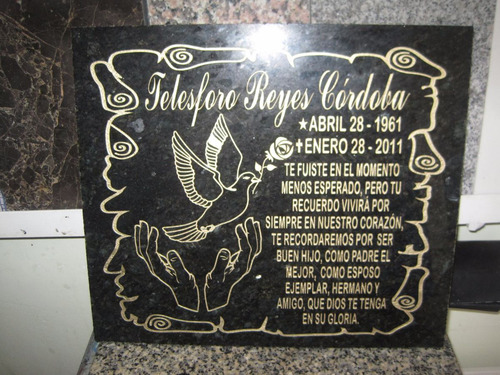 Telesforo Reyes Córdoba
★ABRIL 28 - 1961
✝ENERO 28 - 2011
TE FUISTE EN EL MOMENTO
MENOS ESPERADO, PERO TU
RECUERDO VIVIRÁ POR
SIEMPRE EN NUESTRO CORAZÓN,
TE RECORDAREMOS POR SER
BUEN HIJO, COMO PADRE EL
MEJOR, COMO ESPOSO
EJEMPLAR, HERMANO Y
AMIGO, QUE DIOS TE TENGA
EN SU GLORIA.